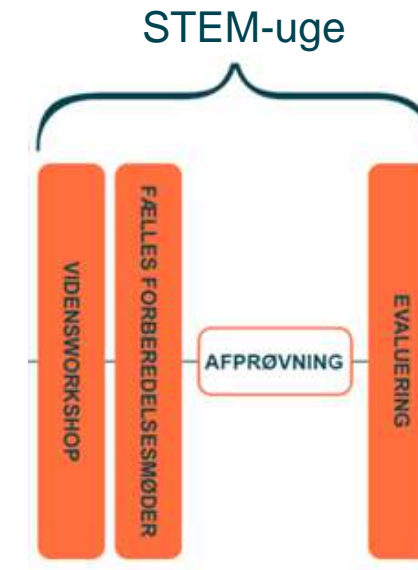 STEM-uge
VIDENSWORKSHOP
FÆLLES FORBEREDELSESMØDER
AFPRØVNING
EVALUERING